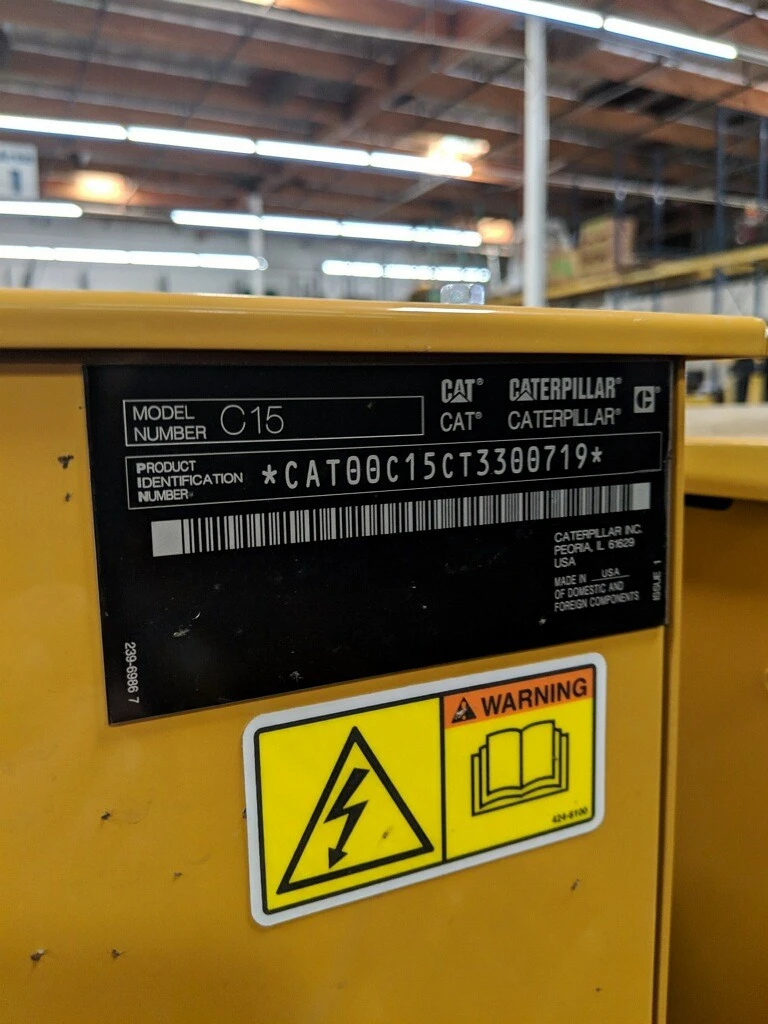 1
MODEL NUMBER C15
CAT® CATERPILLAR®
CAT® CATERPILLAR®
PRODUCT
IDENTIFICATION
NUMBER
*CAT00C15CT3300719*
CATERPILLAR INC.
PEORIA, IL 61629
USA
MADE IN USA
OF DOMESTIC AND
FOREIGN COMPONENTS
ISSUE 1
239-6986 7
WARNING
424-6100